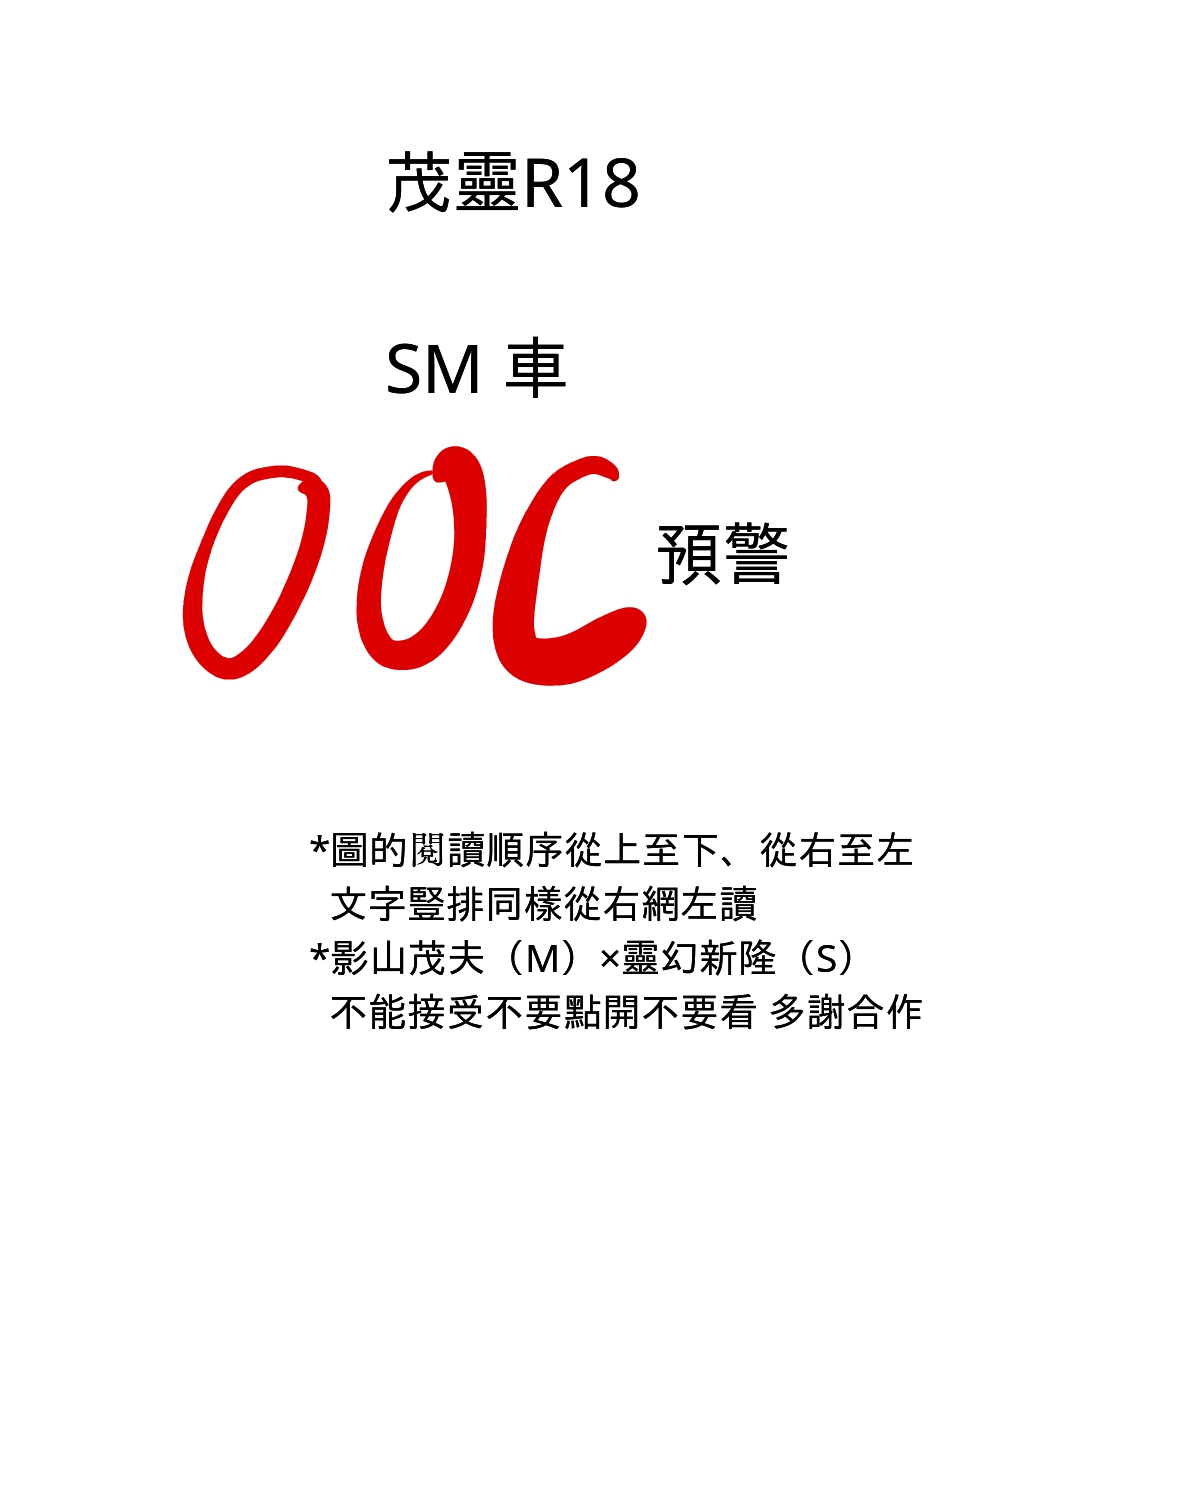 茂靈R18
SM 車
OOC
預警
*圖的閱讀順序從上至下、從右至左
文字豎排同樣從右網左讀
*影山茂夫（M）×靈幻新隆（S）
不能接受不要點開不要看 多謝合作